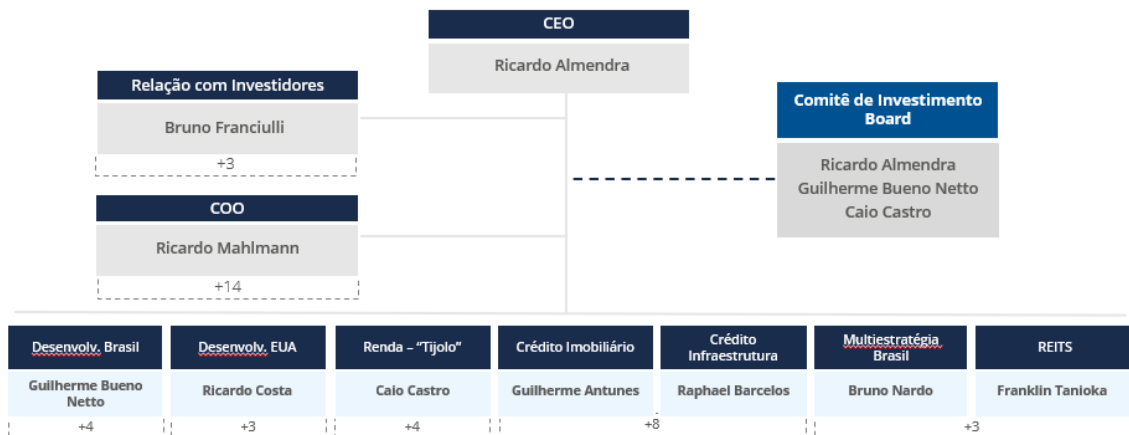 CEO
Ricardo Almendra
Relação com Investidores
Bruno Franciulli
+3
Comitê de Investimento
Board
Ricardo Almendra
Guilherme Bueno Netto
Caio Castro
COO
Ricardo Mahlmann
+14
Desenvolv. Brasil
Guilherme Bueno
Netto
+4
Desenvolv. EUA
Ricardo Costa
+3
Renda – “Tijolo”
Caio Castro
+4
Crédito Imobiliário
Guilherme Antunes
Crédito
Infraestrutura
Raphael Barcelos
+8
Multiestratégia
Brasil
Bruno Nardo
REITS
Franklin Tanioka
+3